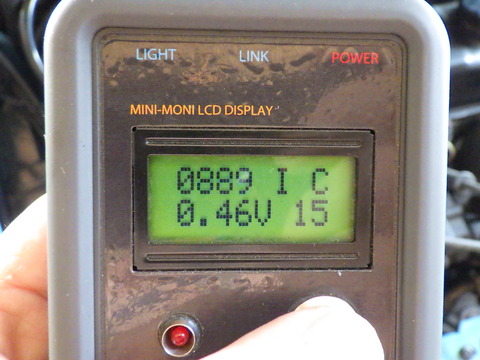 LIGHT LINK POWER
MINI-MONI LCD DISPLAY
0889 I C
0.46V 15